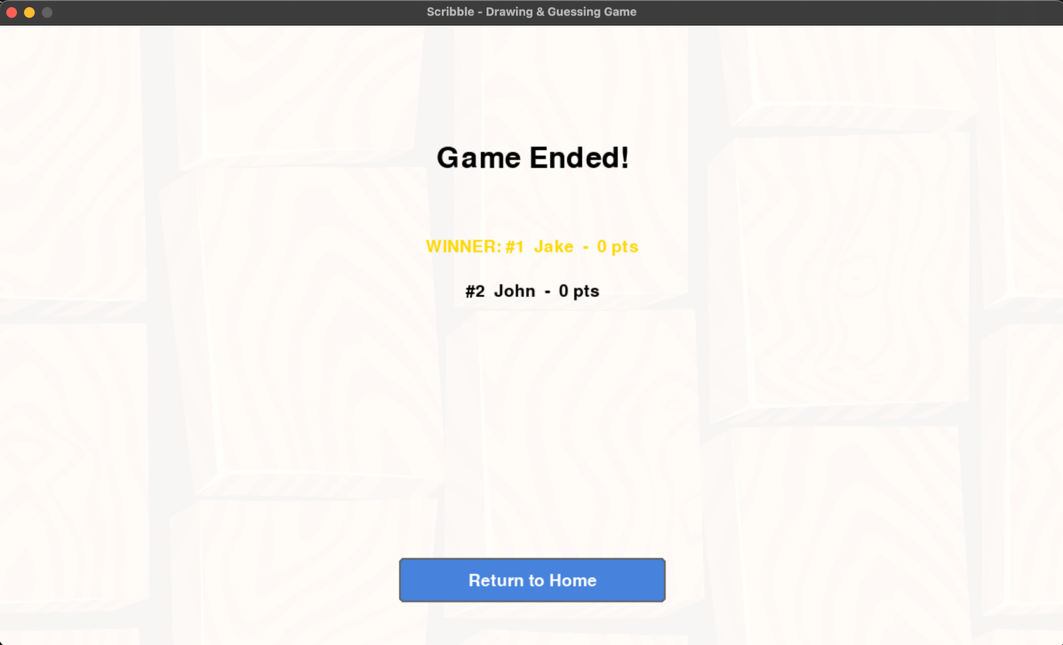 Scribble - Drawing & Guessing Game
Game Ended!
WINNER: #1 Jake - 0 pts
#2 John - 0 pts
Return to Home